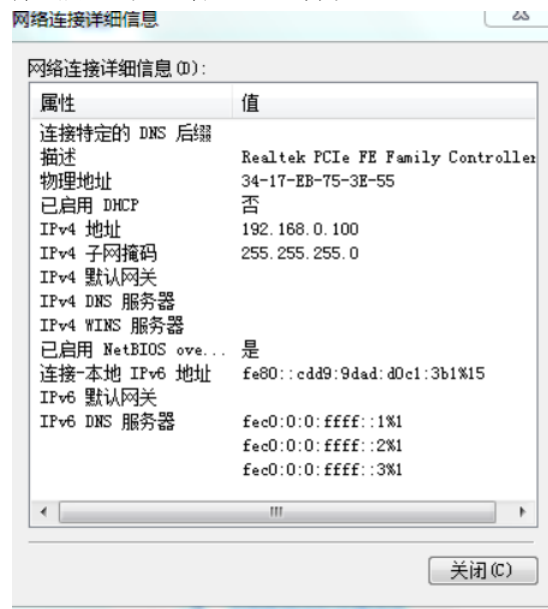 网络连接详细信息
网络连接详细信息(D):
属性 值
连接特定的 DNS 后缀
描述 Realtek PCIe FE Family Controller
物理地址 34-17-EB-75-3E-55
已启用 DHCP 否
IPv4 地址 192.168.0.100
IPv4 子网掩码 255.255.255.0
IPv4 默认网关
IPv4 DNS 服务器
IPv4 WINS 服务器
已启用 NetBIOS ove... 是
连接-本地 IPv6 地址 fe80::cdd9:9dad:d0c1:3b1%15
IPv6 默认网关
IPv6 DNS 服务器 fec0:0:0:ffff::1%1
fec0:0:0:ffff::2%1
fec0:0:0:ffff::3%1
关闭(C)